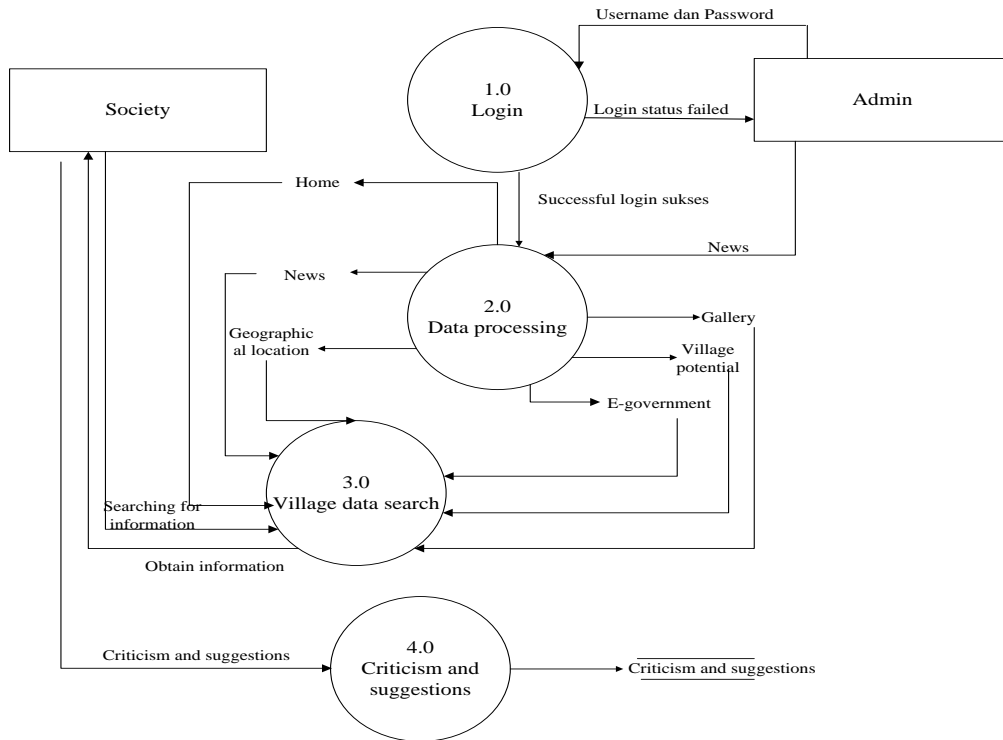 Username dan Password
1.0
Login
Society
Admin
Login status failed
Home
Successful login sukses
News
News
2.0
Data processing
Gallery
Geographic
al location
Village
potential
E-government
3.0
Village data search
Searching for
information
Obtain information
4.0
Criticism and
suggestions
Criticism and suggestions
Criticism and suggestions